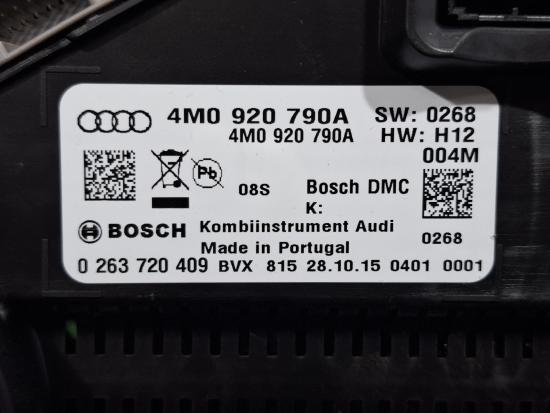 4M0 920 790A SW: 0268
4M0 920 790A HW: H12
004M
Pb
08S Bosch DMC
K:
BOSCH Kombiinstrument Audi
Made in Portugal 0268
0 263 720 409 BVX 815 28.10.15 0401 0001